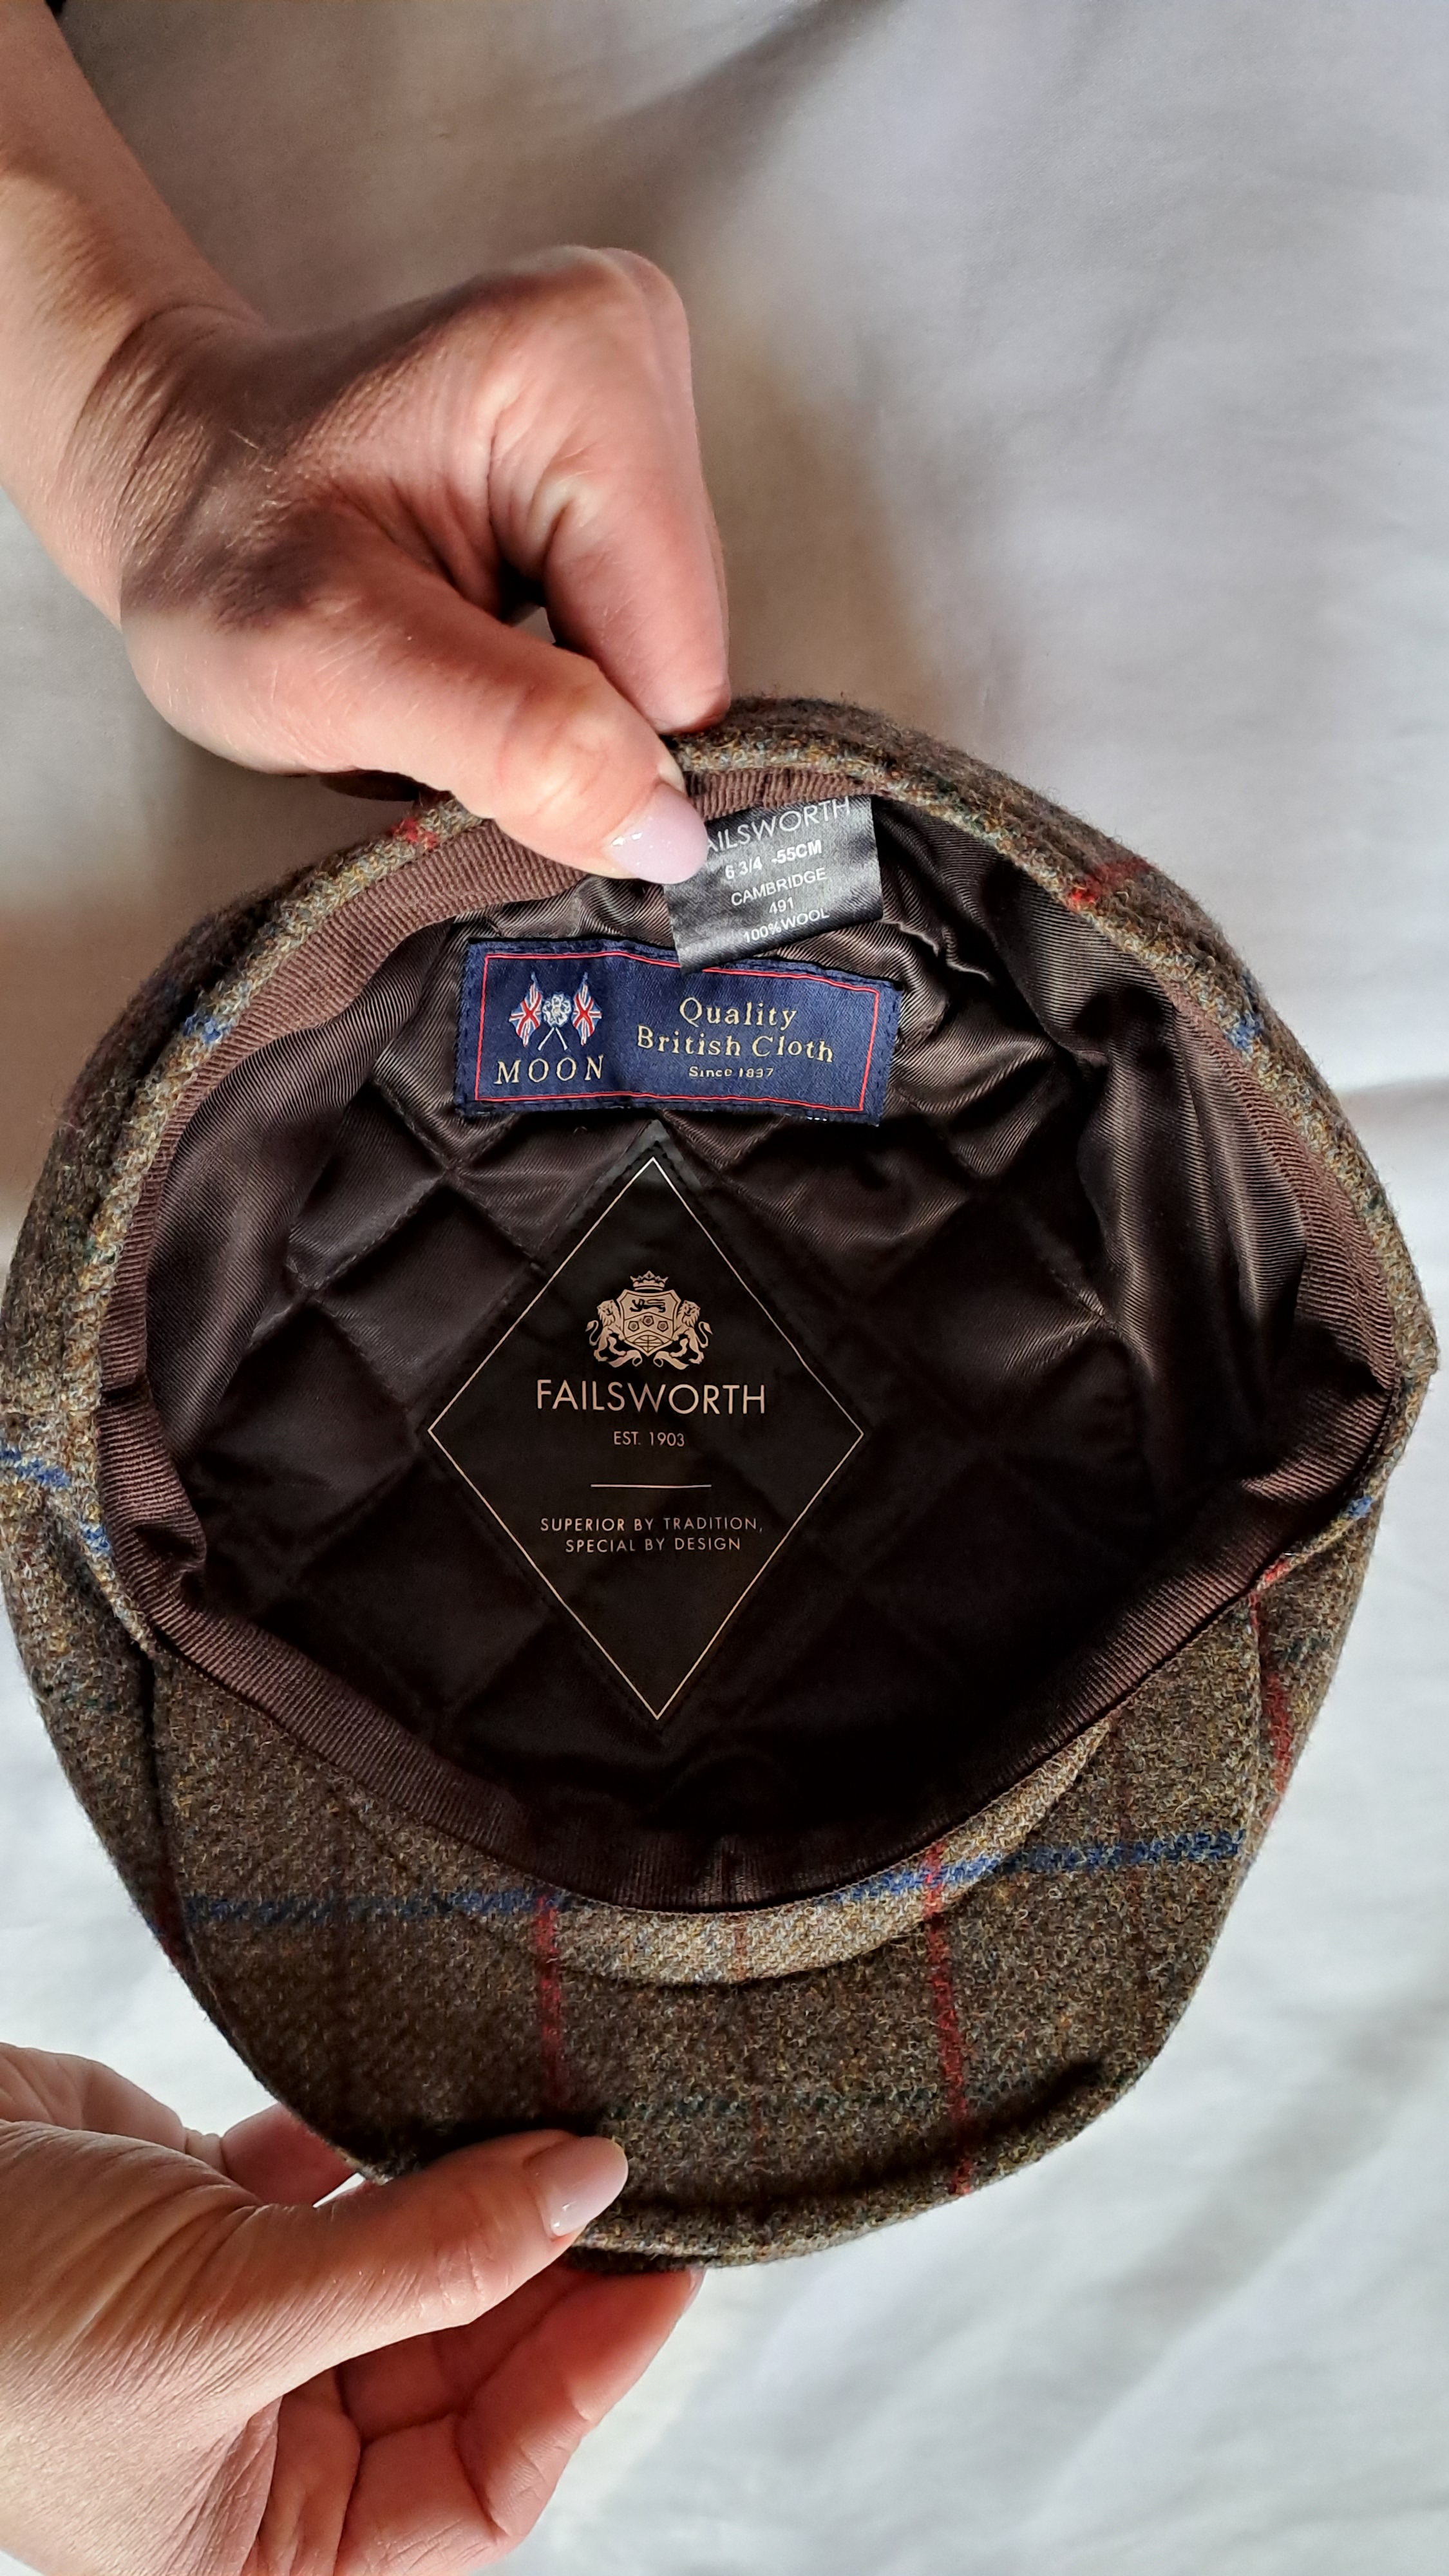 AILSWORTH
6 3/4 -55CM
CAMBRIDGE
491
100%WOOL
MOON
Quality
British Cloth
Since 1837
FAILSWORTH
EST. 1903
SUPERIOR BY TRADITION,
SPECIAL BY DESIGN